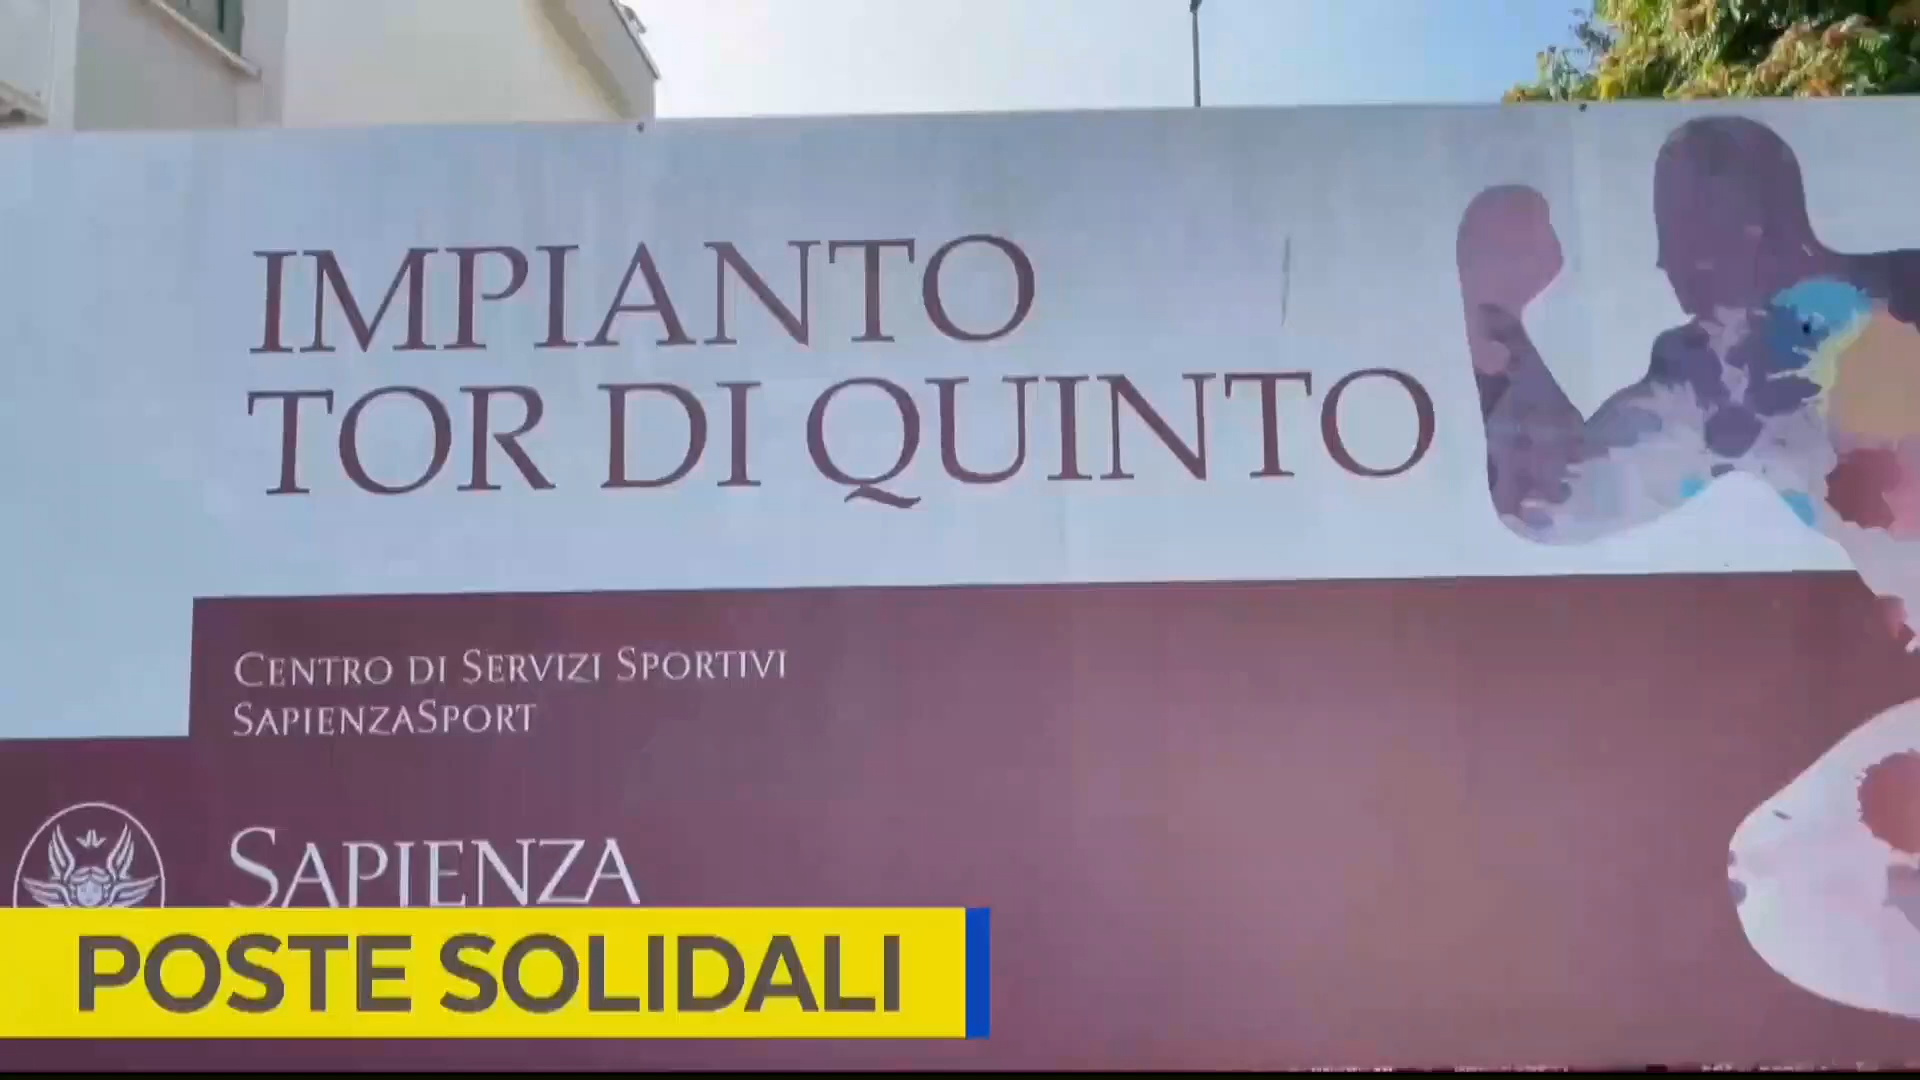 IMPIANTO
TOR DI QUINTO
CENTRO DI SERVIZI SPORTIVI
SAPIENZASPORT
SAPIENZA
POSTE SOLIDALI